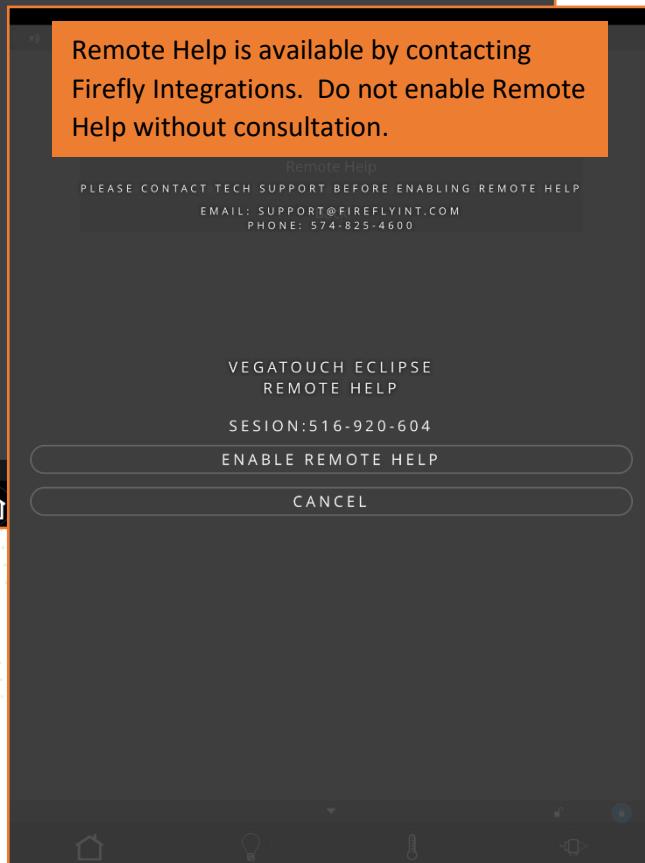 Remote Help is available by contacting
Firefly Integrations.  Do not enable Remote
Help without consultation.
Remote Help
PLEASE CONTACT TECH SUPPORT BEFORE ENABLING REMOTE HELP
EMAIL: SUPPORT@FIREFLYINT.COM
PHONE: 574-825-4600
VEGATOUCH ECLIPSE
REMOTE HELP
SESION:516-920-604
ENABLE REMOTE HELP
CANCEL